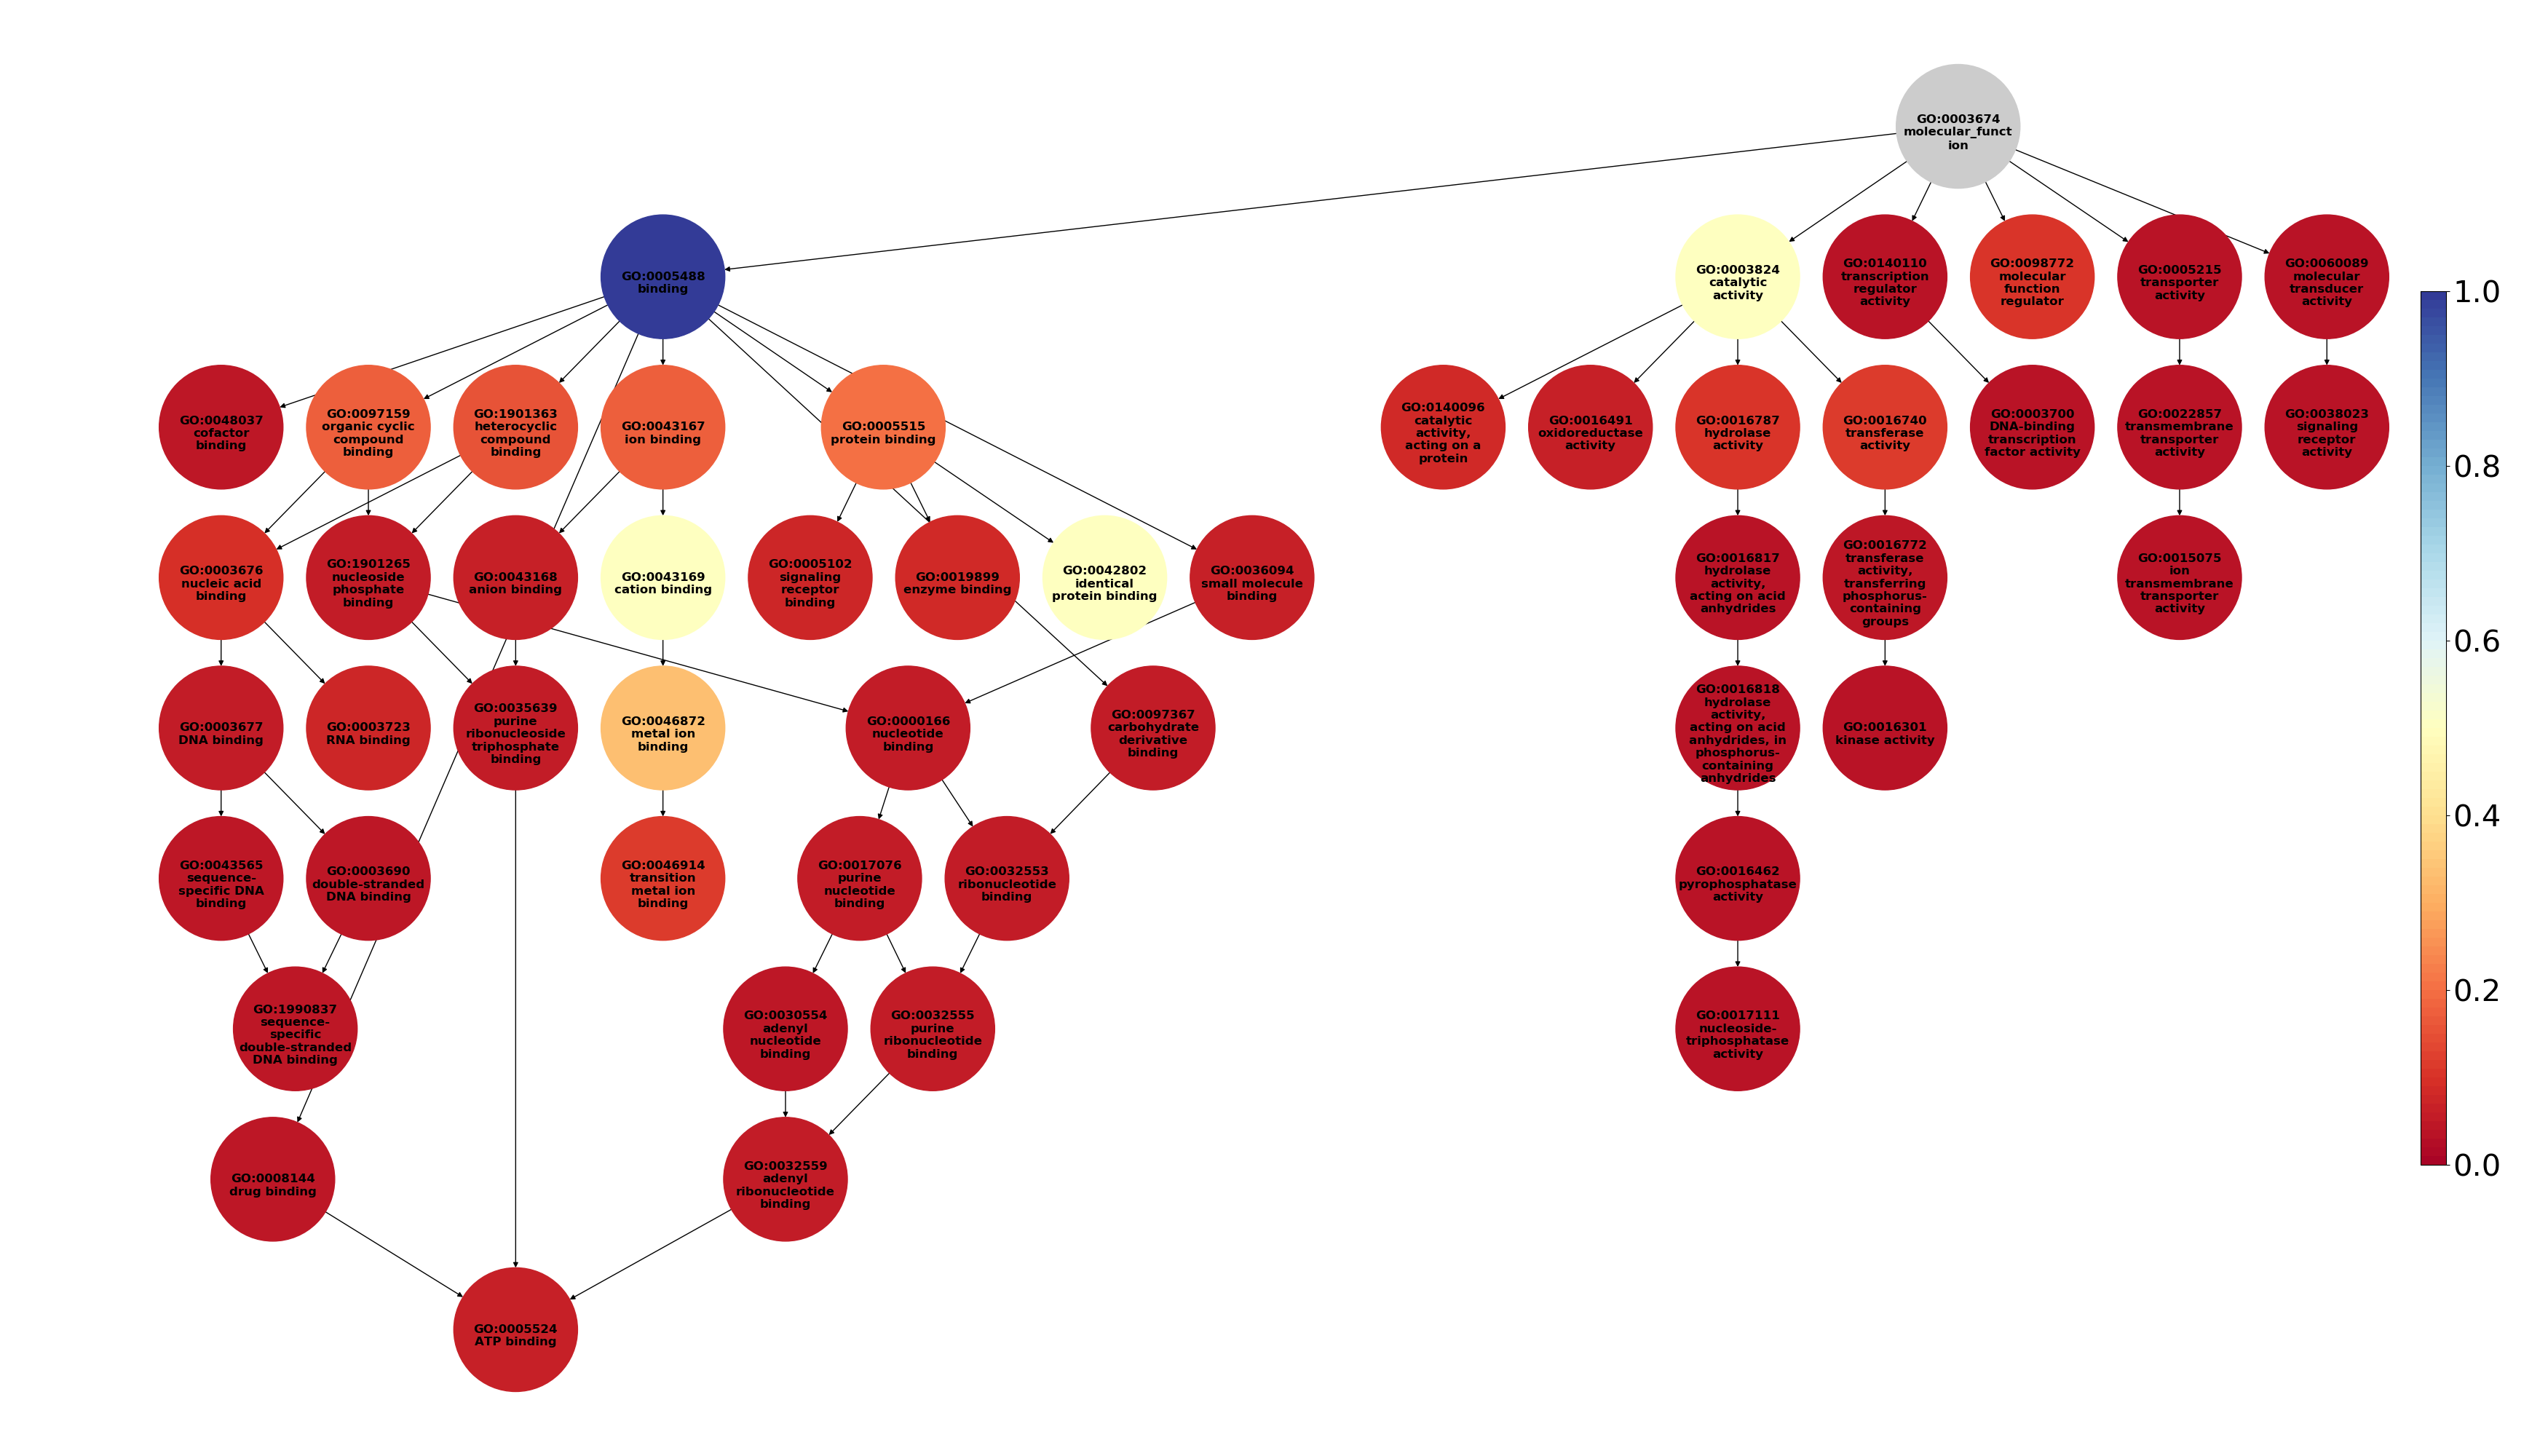 GO:0003674
molecular_funct
ion
GO:0005488
binding
GO:0003824
catalytic
activity
GO:0140110
transcription
regulator
activity
GO:0098772
molecular
function
regulator
GO:0005215
transporter
activity
GO:0060089
molecular
transducer
activity
GO:0048037
cofactor
binding
GO:0097159
organic cyclic
compound
binding
GO:1901363
heterocyclic
compound
binding
GO:0043167
ion binding
GO:0005515
protein binding
GO:0140096
catalytic
activity,
acting on a
protein
GO:0016491
oxidoreductase
activity
GO:0016787
hydrolase
activity
GO:0016740
transferase
activity
GO:0003700
DNA-binding
transcription
factor activity
GO:0022857
transmembrane
transporter
activity
GO:0038023
signaling
receptor
activity
GO:0003676
nucleic acid
binding
GO:1901265
nucleoside
phosphate
binding
GO:0043168
anion binding
GO:0043169
cation binding
GO:0005102
signaling
receptor
binding
GO:0019899
enzyme binding
GO:0042802
identical
protein binding
GO:0036094
small molecule
binding
GO:0016817
hydrolase
activity,
acting on acid
anhydrides
GO:0016772
transferase
activity,
transferring
phosphorus-
containing
groups
GO:0015075
ion
transmembrane
transporter
activity
GO:0003677
DNA binding
GO:0003723
RNA binding
GO:0035639
purine
ribonucleoside
triphosphate
binding
GO:0046872
metal ion
binding
GO:0000166
nucleotide
binding
GO:0097367
carbohydrate
derivative
binding
GO:0016818
hydrolase
activity,
acting on acid
anhydrides, in
phosphorus-
containing
anhydrides
GO:0016301
kinase activity
GO:0043565
sequence-
specific DNA
binding
GO:0003690
double-stranded
DNA binding
GO:0046914
transition
metal ion
binding
GO:0017076
purine
nucleotide
binding
GO:0032553
ribonucleotide
binding
GO:0016462
pyrophosphatase
activity
GO:1990837
sequence-
specific
double-stranded
DNA binding
GO:0030554
adenyl
nucleotide
binding
GO:0032555
purine
ribonucleotide
binding
GO:0017111
nucleoside-
triphosphatase
activity
GO:0008144
drug binding
GO:0032559
adenyl
ribonucleotide
binding
GO:0005524
ATP binding
1.0
0.8
0.6
0.4
0.2
0.0